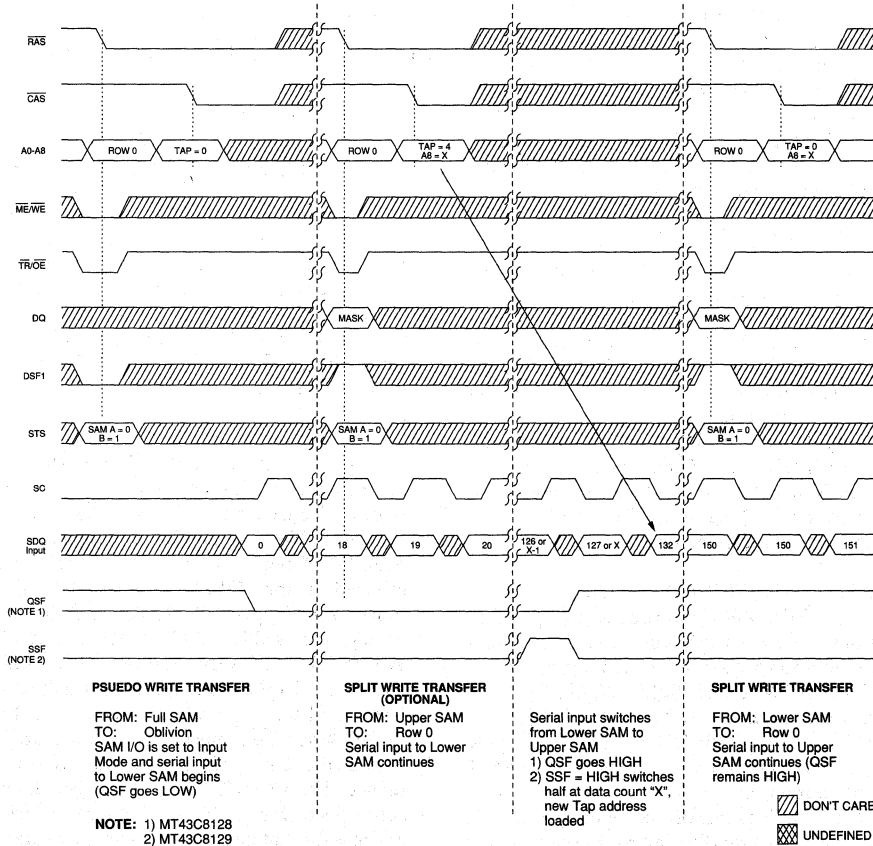 RAS
CAS
A0-A8 ROW 0 TAP = 0 ROW 0 TAP = 4 A8 = X ROW 0 TAP = 0 A8 = X
ME/WE
TR/OE
DQ MASK MASK
DSF1
STS SAM A = 0 B = 1 SAM A = 0 B = 1 SAM A = 0 B = 1
SC
SDQ Input 0 18 19 20 126 or X-1 127 or X 132 150 150 151
QSF (NOTE 1)
SSF (NOTE 2)
PSUEDO WRITE TRANSFER
FROM: Full SAM
TO: Oblivion
SAM I/O is set to Input
Mode and serial input
to Lower SAM begins
(QSF goes LOW)
NOTE: 1) MT43C8128
2) MT43C8129
SPLIT WRITE TRANSFER
(OPTIONAL)
FROM: Upper SAM
TO: Row 0
Serial input to Lower
SAM continues
Serial input switches
from Lower SAM to
Upper SAM
1) QSF goes HIGH
2) SSF = HIGH switches
half at data count "X",
new Tap address
loaded
SPLIT WRITE TRANSFER
FROM: Lower SAM
TO: Row 0
Serial input to Upper
SAM continues (QSF
remains HIGH)
DON'T CARE
UNDEFINED